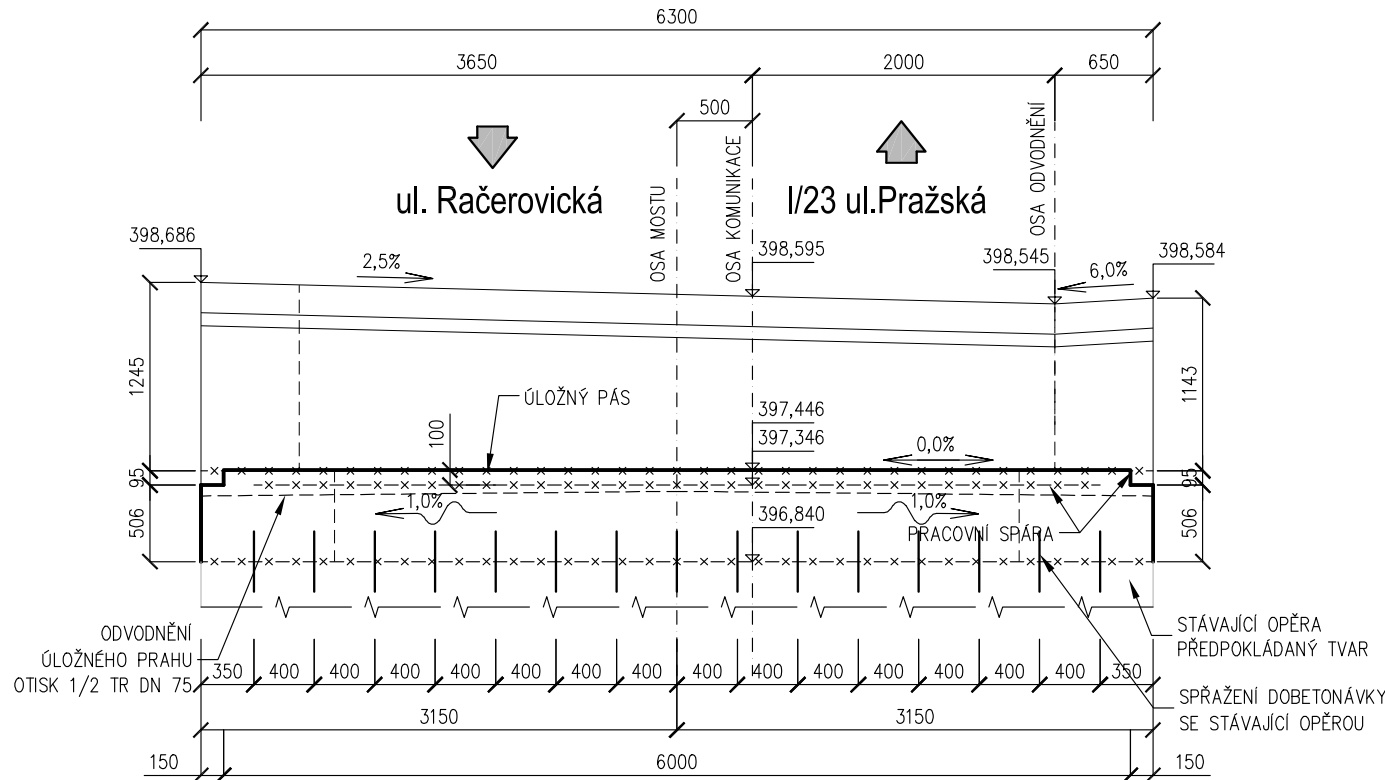 6300
3650
2000
650
500
OSA MOSTU
OSA KOMUNIKACE
OSA ODVODNĚNÍ
ul. Račerovická
I/23 ul.Pražská
398,686
2,5%
398,595
398,545
6,0%
398,584
1245
95
506
1143
95
506
ÚLOŽNÝ PÁS
100
397,446
397,346
0,0%
1,0%
1,0%
396,840
PRACOVNÍ SPÁRA
ODVODNĚNÍ
ÚLOŽNÉHO PRAHU
OTISK 1/2 TR DN 75
STÁVAJÍCÍ OPĚRA
PŘEDPOKLÁDANÝ TVAR
SPŘAŽENÍ DOBETONÁVKY
SE STÁVAJÍCÍ OPĚROU
350 400 400 400 400 400 400 400 400 400 400 400 400 400 400 350
3150
3150
150
6000
150